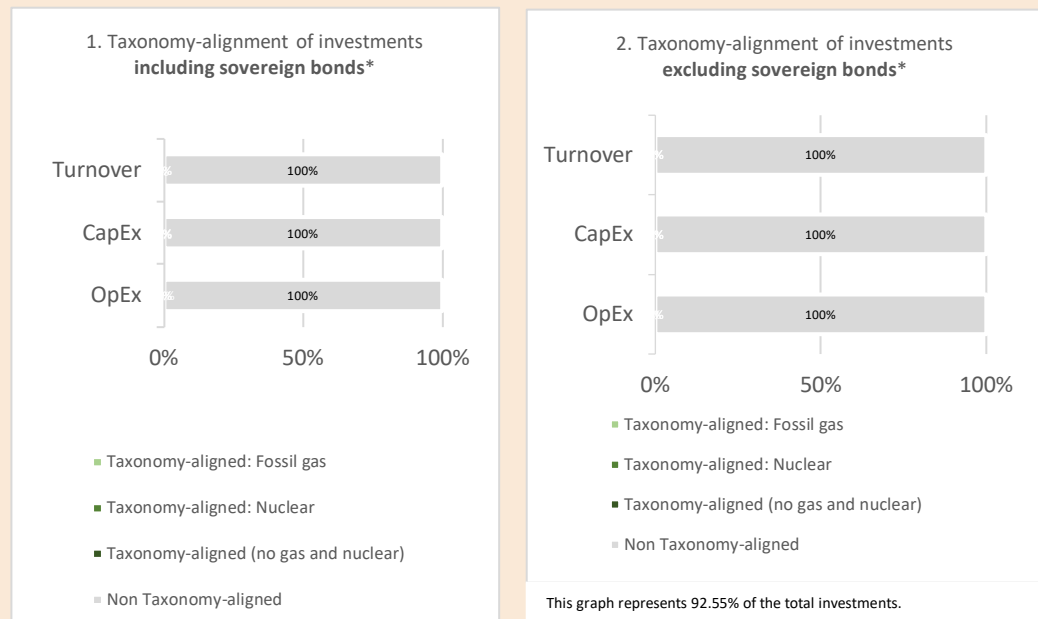 1. Taxonomy-alignment of investments
including sovereign bonds*
Turnover
100%
CapEx
100%
OpEx
100%
0%
50%
100%
Taxonomy-aligned: Fossil gas
Taxonomy-aligned: Nuclear
Taxonomy-aligned (no gas and nuclear)
Non Taxonomy-aligned
2. Taxonomy-alignment of investments
excluding sovereign bonds*
Turnover
100%
CapEx
100%
OpEx
100%
0%
50%
100%
Taxonomy-aligned: Fossil gas
Taxonomy-aligned: Nuclear
Taxonomy-aligned (no gas and nuclear)
Non Taxonomy-aligned
This graph represents 92.55% of the total investments.